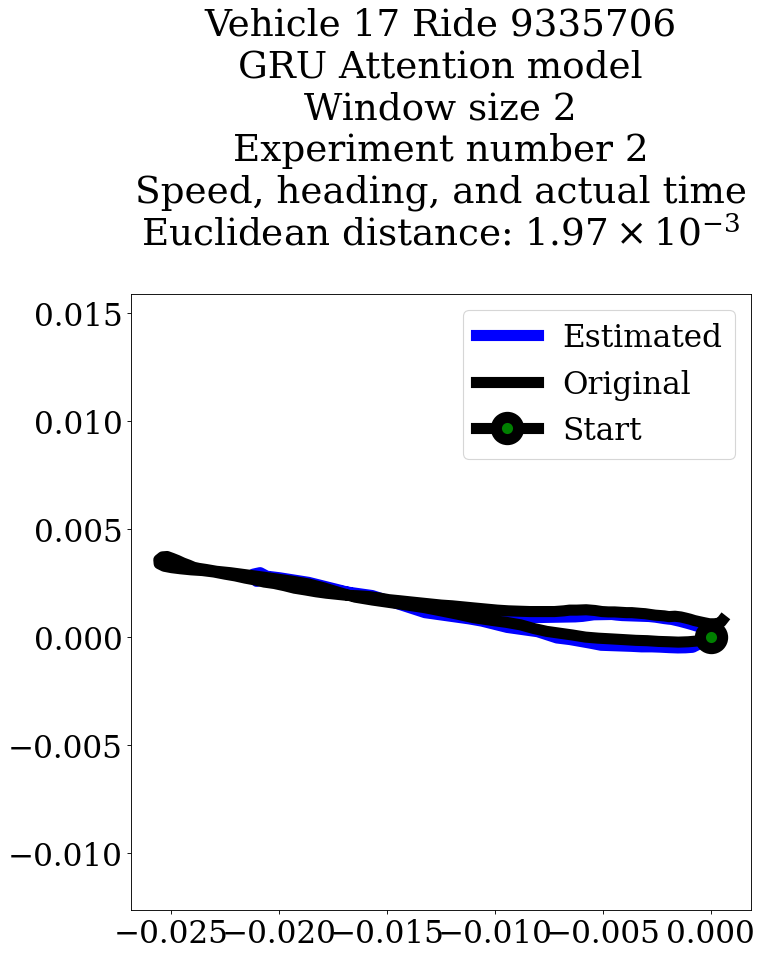 Vehicle 17 Ride 9335706
GRU Attention model
Window size 2
Experiment number 2
Speed, heading, and actual time
Euclidean distance: 1.97 × 10⁻³
0.015
0.010
0.005
0.000
−0.005
−0.010
Estimated
Original
Start
−0.025 −0.020 −0.015 −0.010 −0.005 0.000